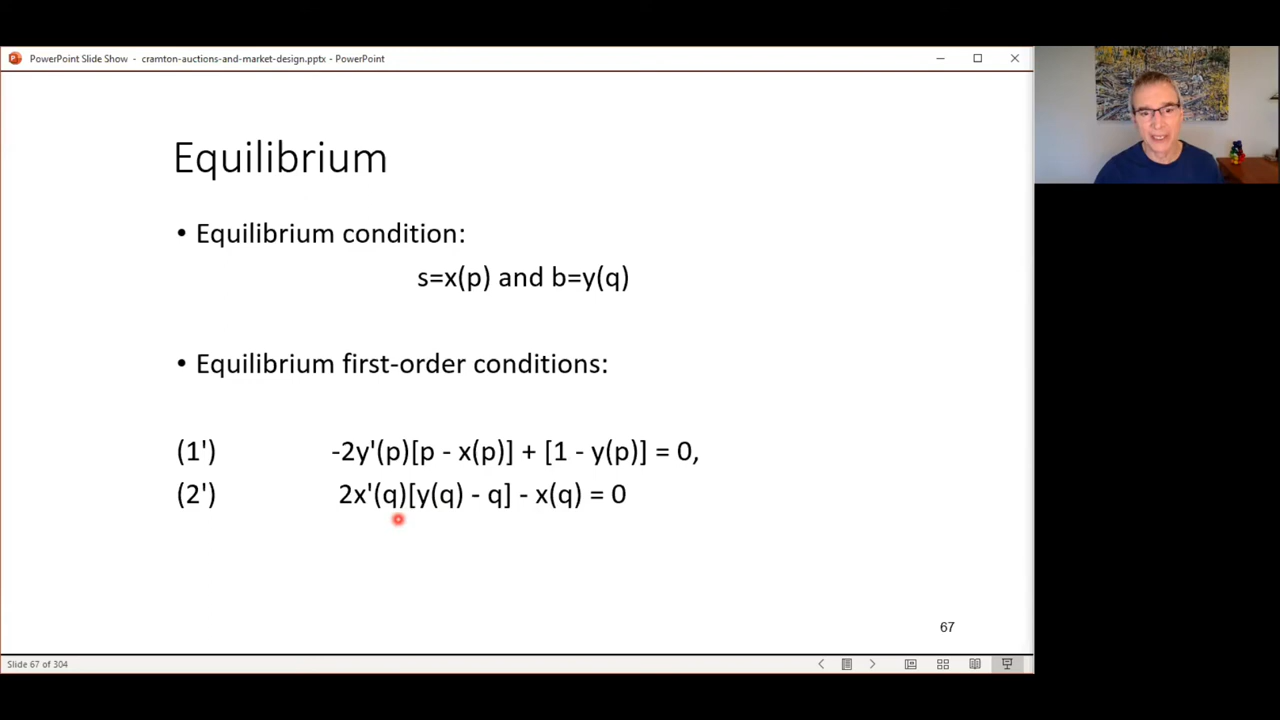 PowerPoint Slide Show - cramton-auctions-and-market-design.pptx - PowerPoint
Equilibrium
• Equilibrium condition:
s=x(p) and b=y(q)
• Equilibrium first-order conditions:
(1') -2y'(p)[p - x(p)] + [1 - y(p)] = 0,
(2') 2x'(q)[y(q) - q] - x(q) = 0
67
Slide 67 of 304